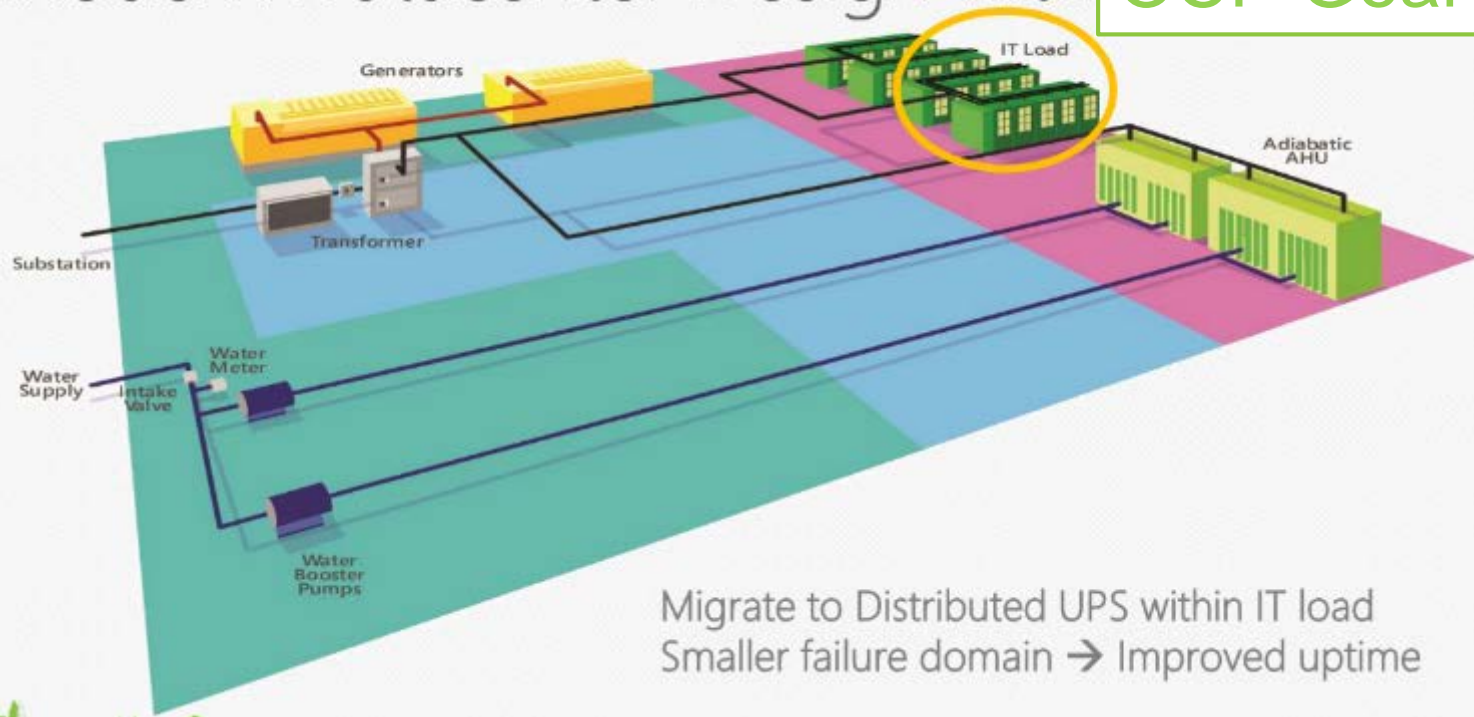 Generators
IT Load
Adiabatic
AHU
Transformer
Substation
Water
Meter
Water
Supply
Intake
Valve
Water
Booster
Pumps
Migrate to Distributed UPS within IT load
Smaller failure domain → Improved uptime